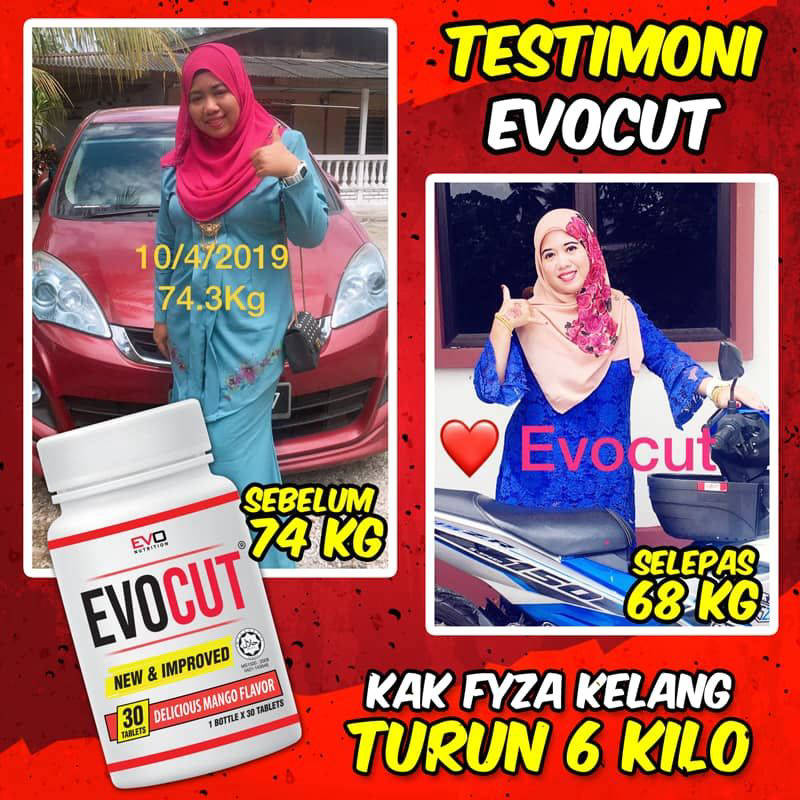 TESTIMONI
EVOCUT
10/4/2019
74.3Kg
Evocut
SEBELUM
74 KG
SELEPAS
68 KG
EVO
NUTRITION
EVOCUT®
NEW & IMPROVED
30
TABLETS
DELICIOUS MANGO FLAVOR
1 BOTTLE X 30 TABLETS
KAK FYZA KELANG
TURUN 6 KILO